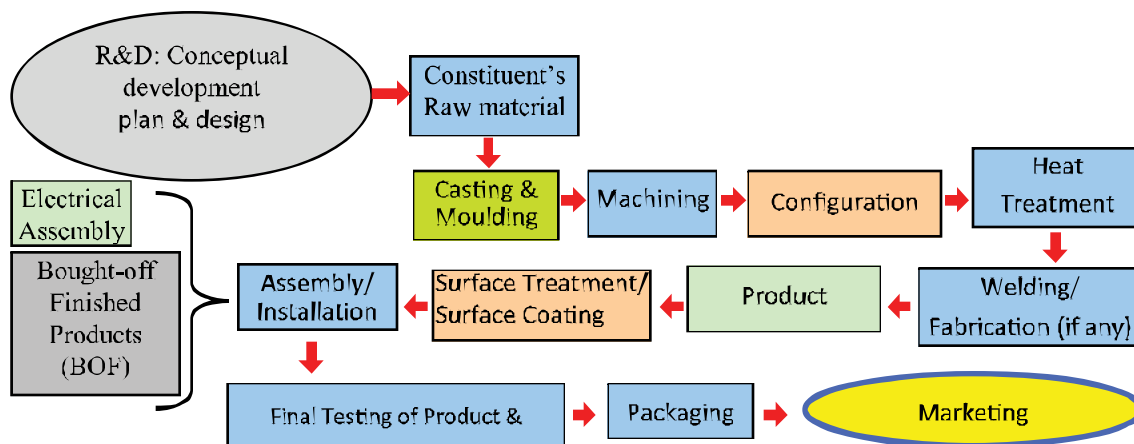 R&D: Conceptual
development
plan & design
Constituent's
Raw material
Casting &
Moulding
Machining
Configuration
Heat
Treatment
Electrical
Assembly
Bought-off
Finished
Products
(BOF)
Assembly/
Installation
Surface Treatment/
Surface Coating
Product
Welding/
Fabrication (if any)
Final Testing of Product &
Packaging
Marketing